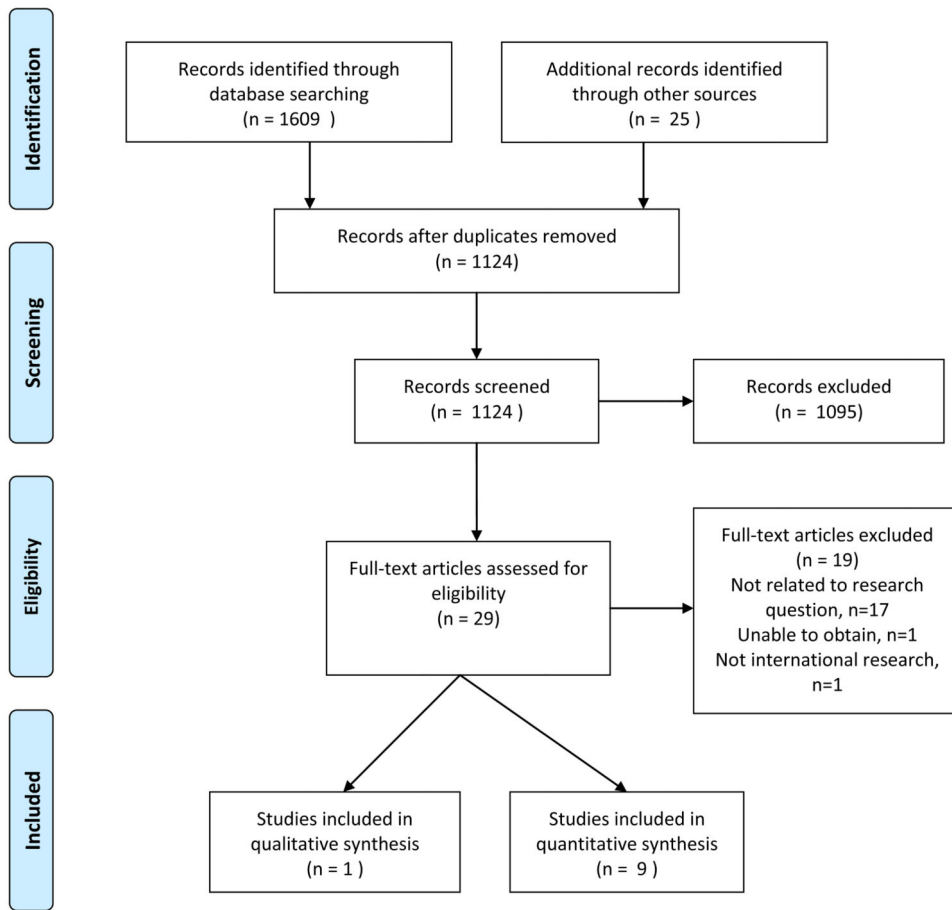 Identification
Records identified through
database searching
(n = 1609 )
Additional records identified
through other sources
(n = 25 )
Records after duplicates removed
(n = 1124)
Screening
Records screened
(n = 1124 )
Records excluded
(n = 1095)
Eligibility
Full-text articles assessed for
eligibility
(n = 29)
Full-text articles excluded
(n = 19)
Not related to research
question, n=17
Unable to obtain, n=1
Not international research,
n=1
Included
Studies included in
qualitative synthesis
(n = 1 )
Studies included in
quantitative synthesis
(n = 9 )